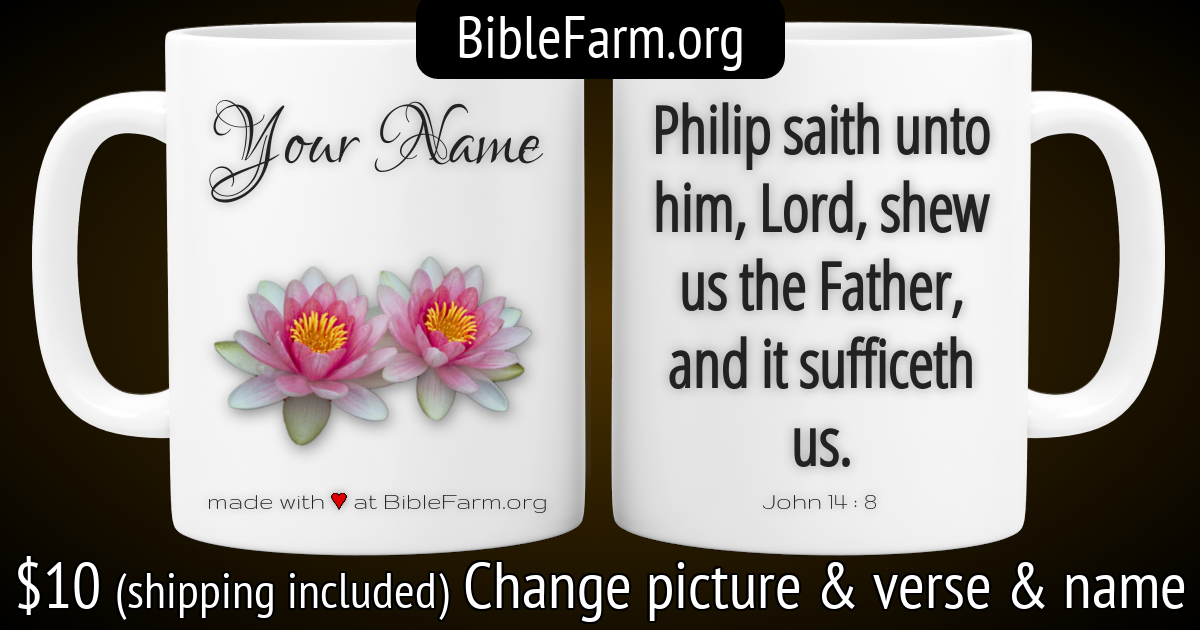 BibleFarm.org
Your Name
made with ♥ at BibleFarm.org
Philip saith unto
him, Lord, shew
us the Father,
and it sufficeth
us.
John 14 : 8
$10 (shipping included) Change picture & verse & name